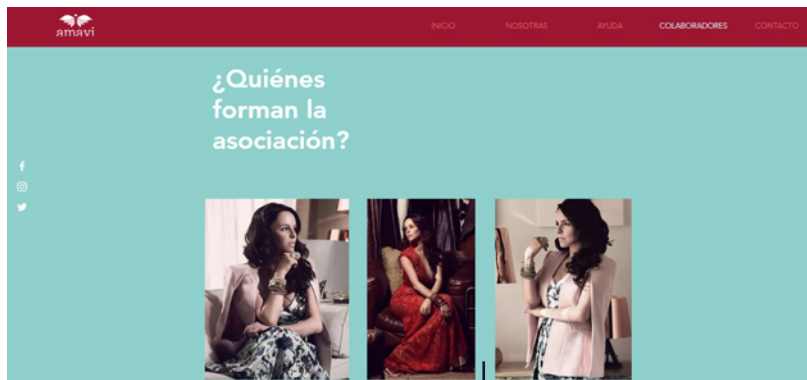 amavi
INICIO NOSOTRAS AYUDA COLABORADORES CONTACTO
¿Quiénes
forman la
asociación?